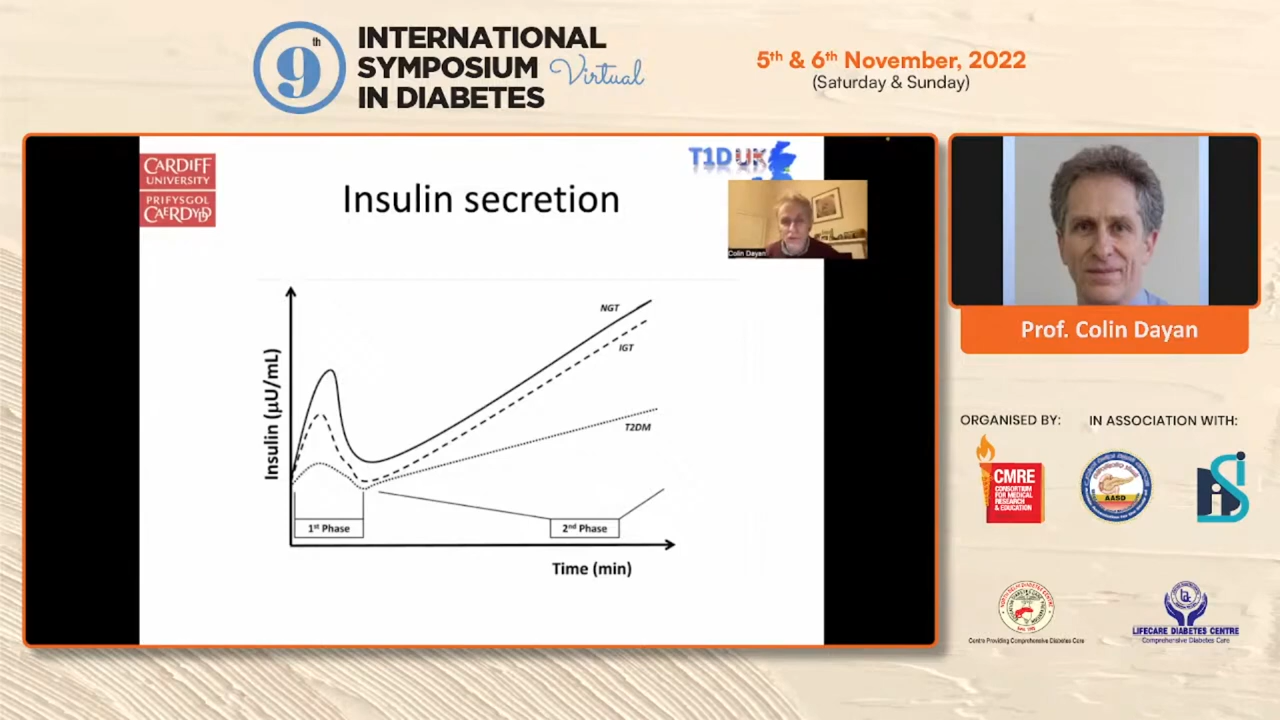 9th
INTERNATIONAL
SYMPOSIUM Virtual
IN DIABETES
5th & 6th November, 2022
(Saturday & Sunday)
CARDIFF
UNIVERSITY
PRIFYSGOL
CAERDYDD
T1D UK
Insulin secretion
Colin Dayan
NGT
IGT
T2DM
Insulin (μU/mL)
1st Phase
2nd Phase
Time (min)
Prof. Colin Dayan
ORGANISED BY:
IN ASSOCIATION WITH:
CMRE
CONSORTIUM
FOR MEDICAL
RESEARCH
& EDUCATION
AASD
Centre Providing Comprehensive Diabetes Care
LIFECARE DIABETES CENTRE
Comprehensive Diabetes Care